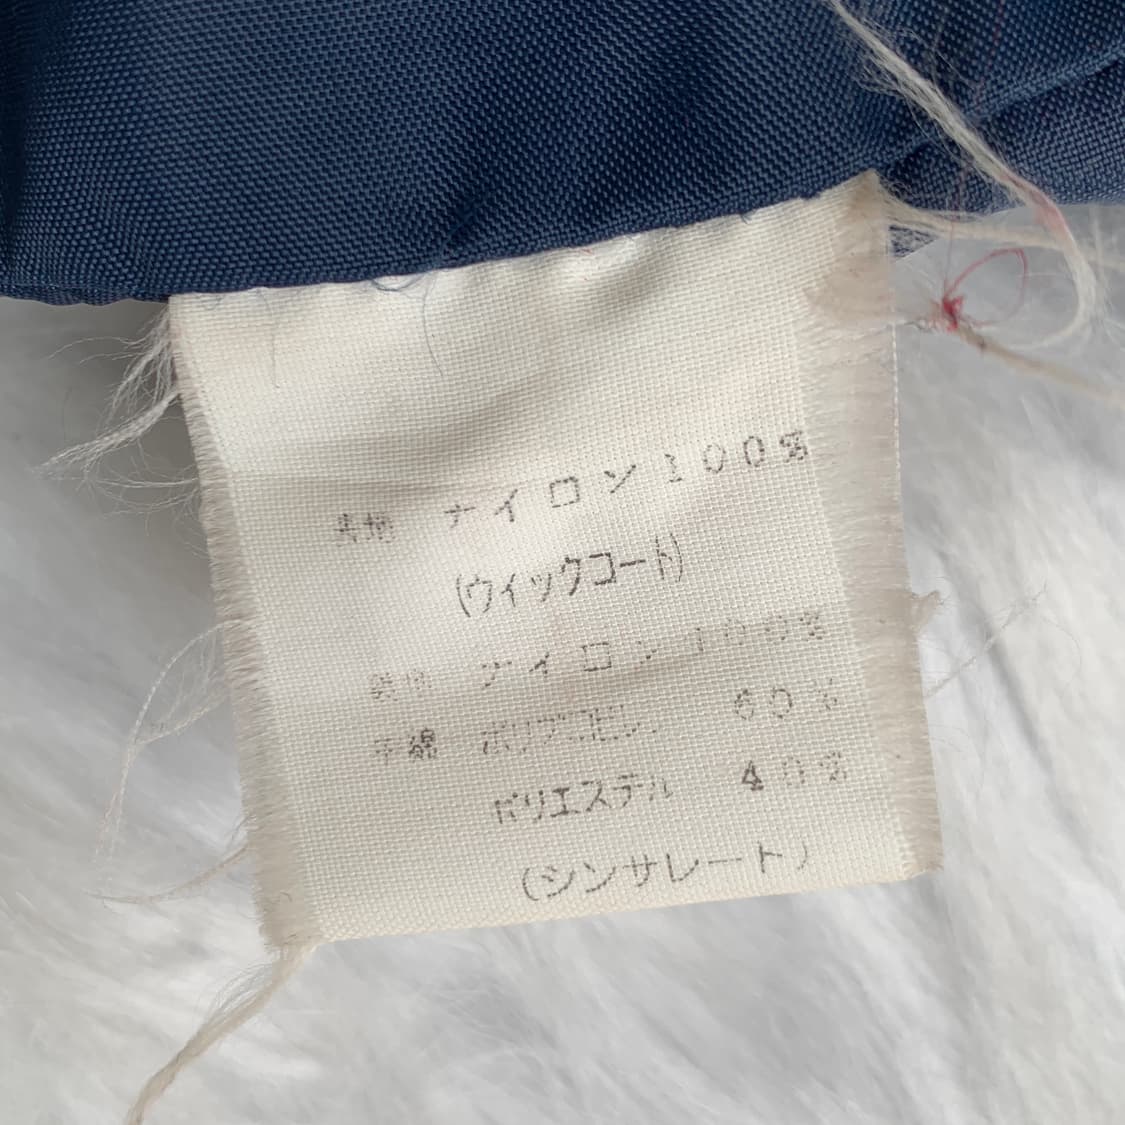 表地 ナイロン100%
(ウイックコート)
裏地 ナイロン100%
中綿 ポリプロピレン 60%
ポリエステル 40%
(シンサレート)